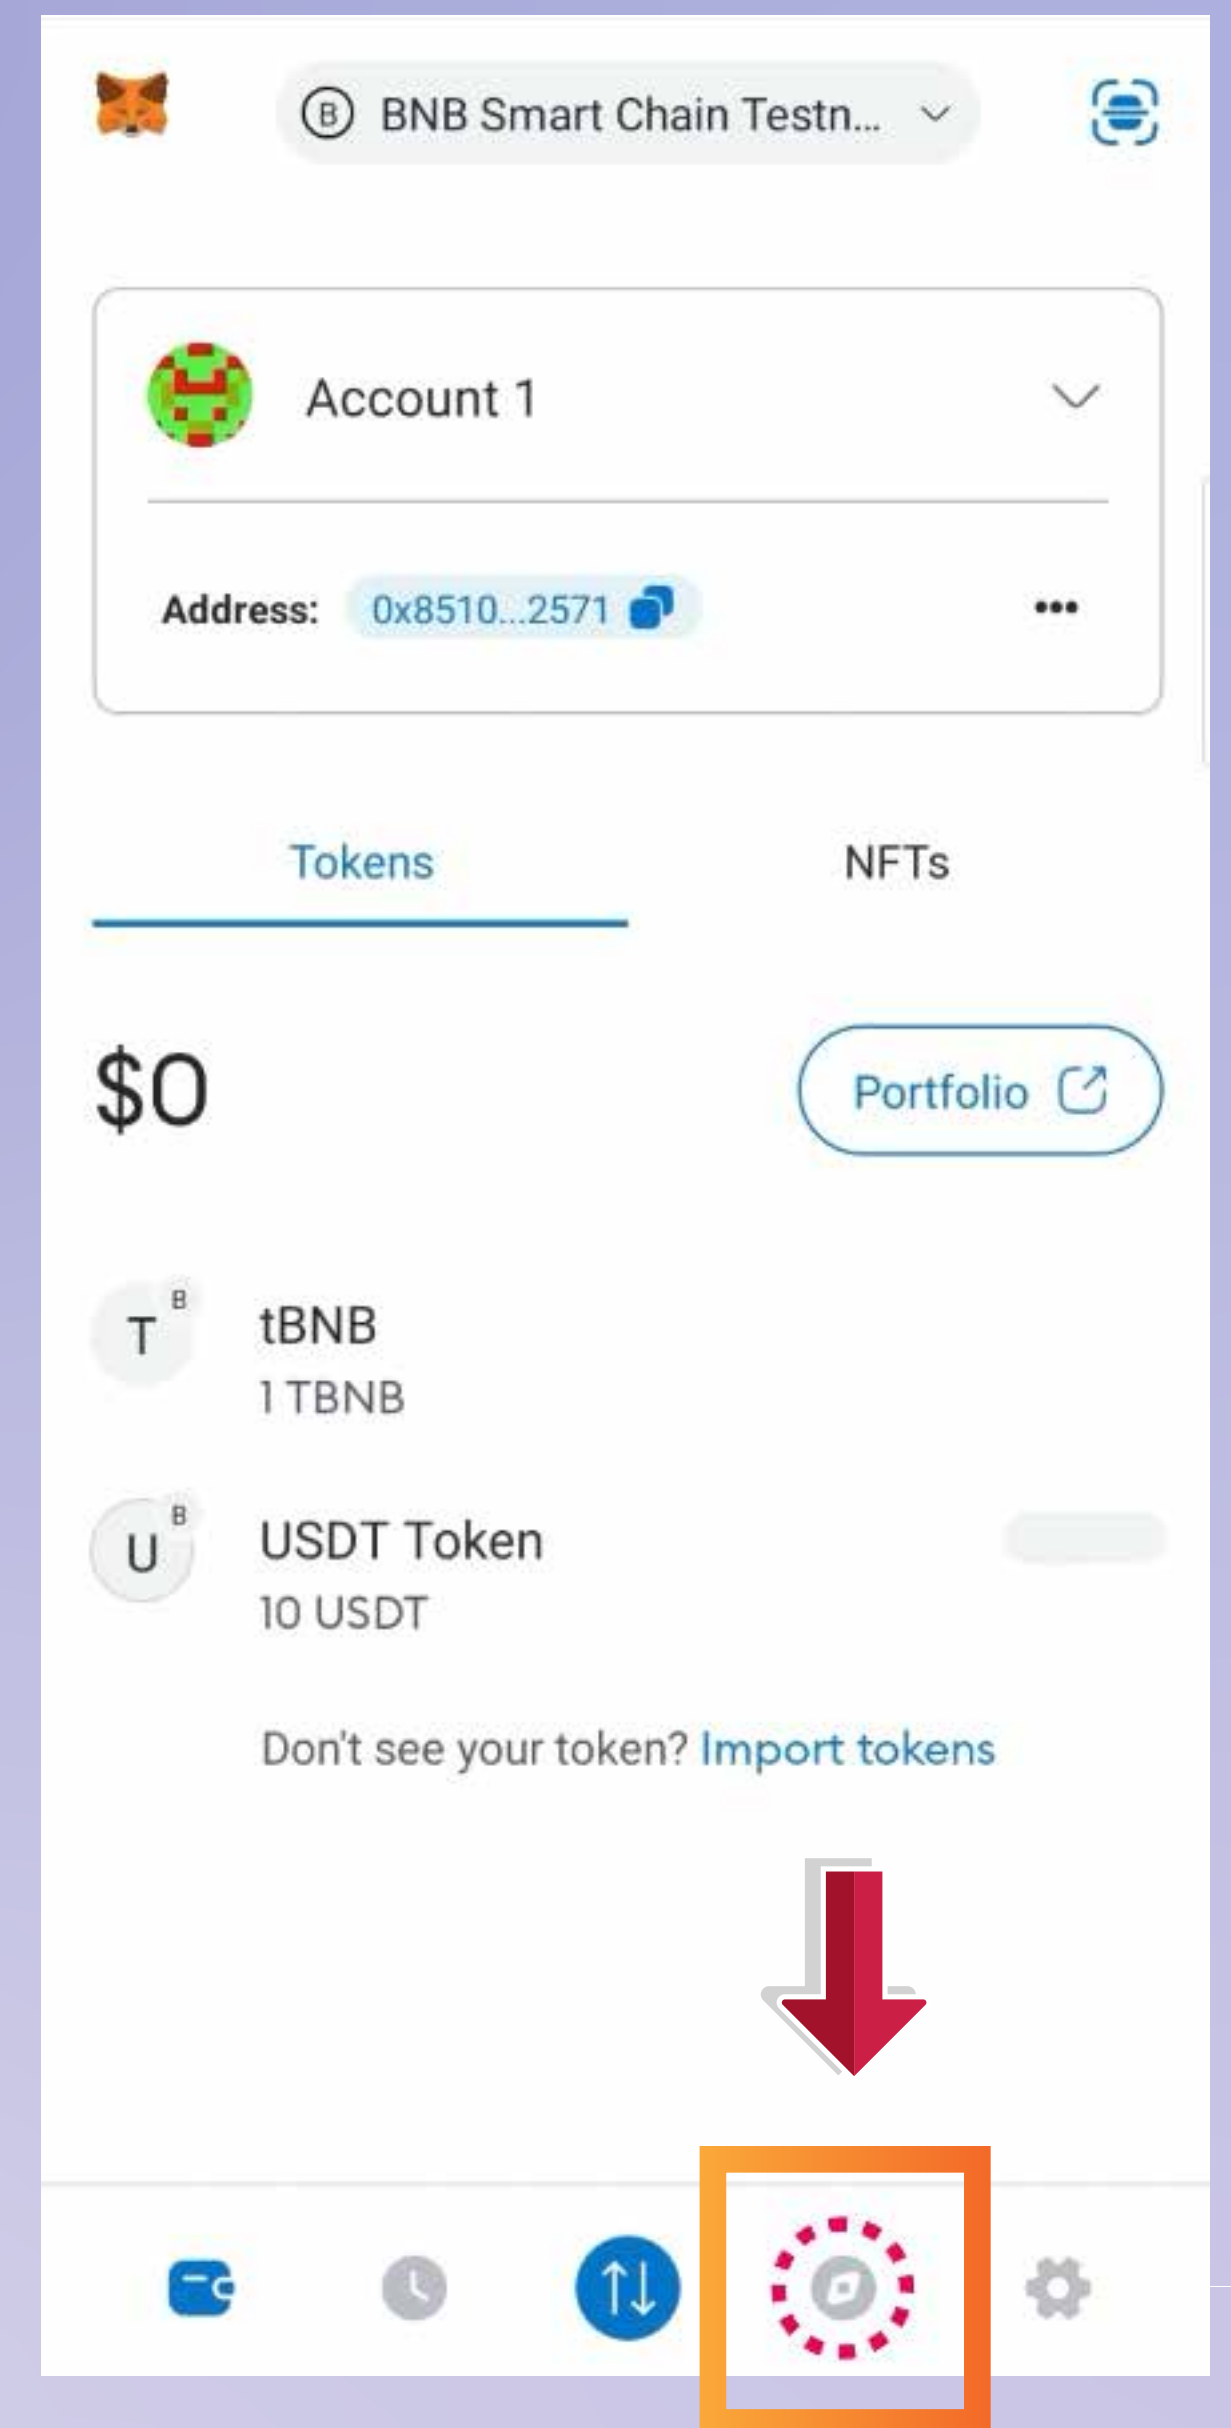 B BNB Smart Chain Testn...
Account 1
Address: 0x8510...2571
Tokens
NFTs
$0
Portfolio
T B
tBNB
1 TBNB
U B
USDT Token
10 USDT
Don't see your token? Import tokens